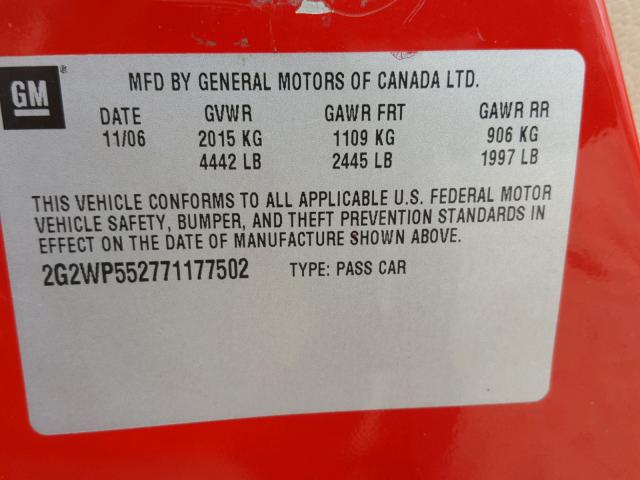 GM
MFD BY GENERAL MOTORS OF CANADA LTD.
DATE GVWR GAWR FRT GAWR RR
11/06 2015 KG 1109 KG 906 KG
4442 LB 2445 LB 1997 LB
THIS VEHICLE CONFORMS TO ALL APPLICABLE U.S. FEDERAL MOTOR
VEHICLE SAFETY, BUMPER, AND THEFT PREVENTION STANDARDS IN
EFFECT ON THE DATE OF MANUFACTURE SHOWN ABOVE.
2G2WP552771177502 TYPE: PASS CAR